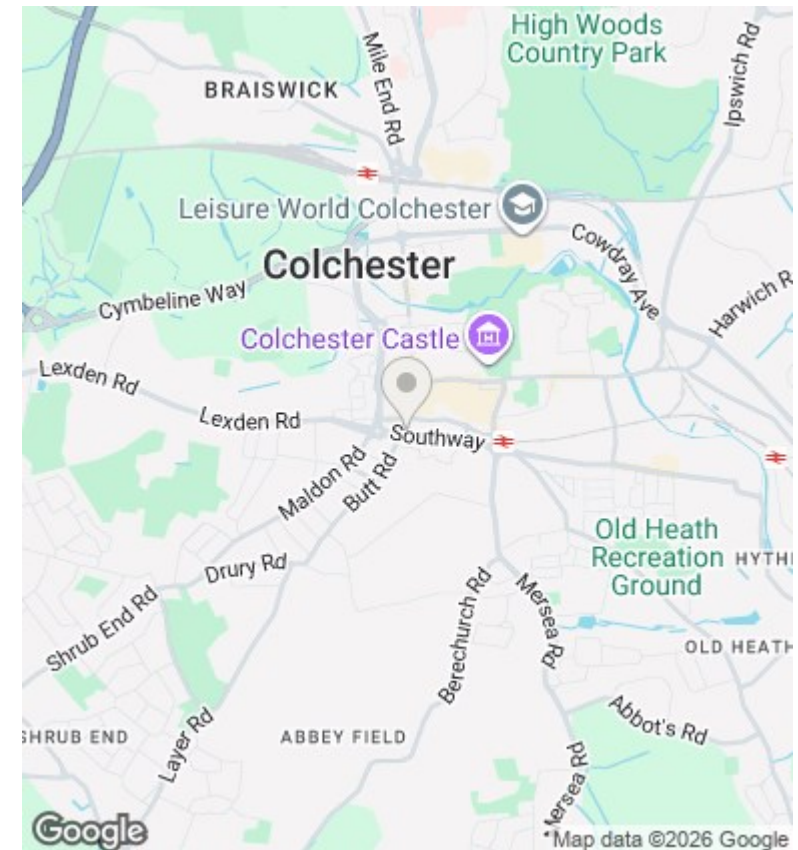 High Woods
Country Park
Ipswich Rd
Mile End Rd
BRAISWICK
Leisure World Colchester
Cowdray Ave
Colchester
Cymbeline Way
Harwich R
Colchester Castle
Lexden Rd
Lexden Rd
Southway
Maldon Rd
Butt Rd
Old Heath
Recreation
Ground
HYTH
Drury Rd
Berechurch Rd
Mersea Rd
Shrub End Rd
OLD HEATH
Layer Rd
Abbot's Rd
SHRUB END
ABBEY FIELD
Mersea Rd
Google
Map data ©2026 Google